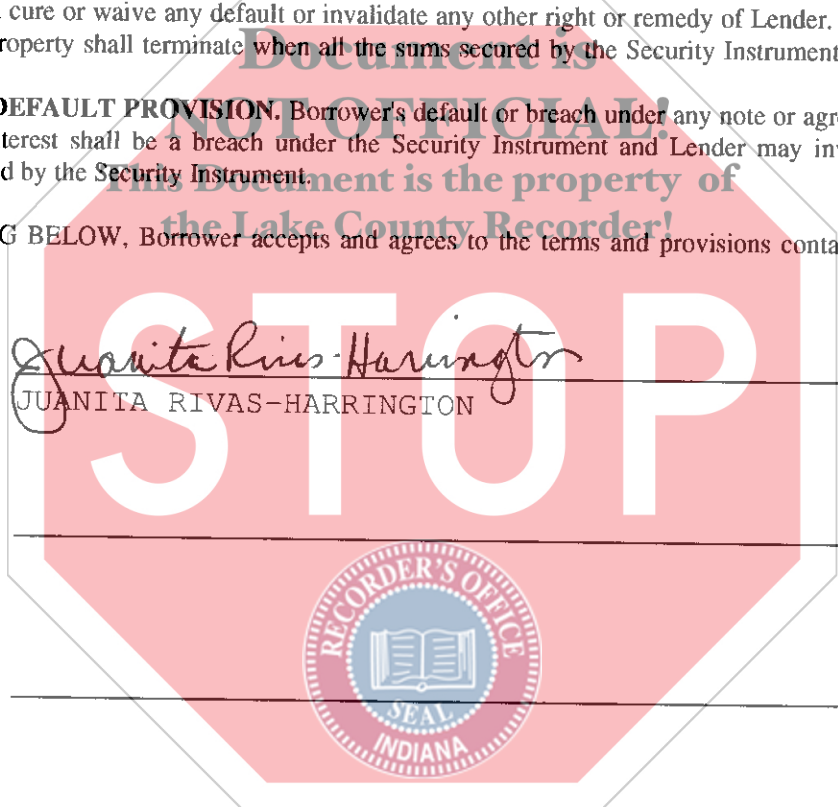 cure or waive any default or invalidate any other right or remedy of Lender.
roperty shall terminate when all the sums secured by the Security Instrument
Document is
DEFAULT PROVISION. Borrower's default or breach under any note or agr
NOT OFFICIAL!
terest shall be a breach under the Security Instrument and Lender may in
d by the Security Instrument.
This Document is the property of
the Lake County Recorder!
G BELOW, Borrower accepts and agrees to the terms and provisions conta
STOP
Juanita Rivas-Harrington
JUANITA RIVAS-HARRINGTON
RECORDER'S OFFICE
SEAL
INDIANA